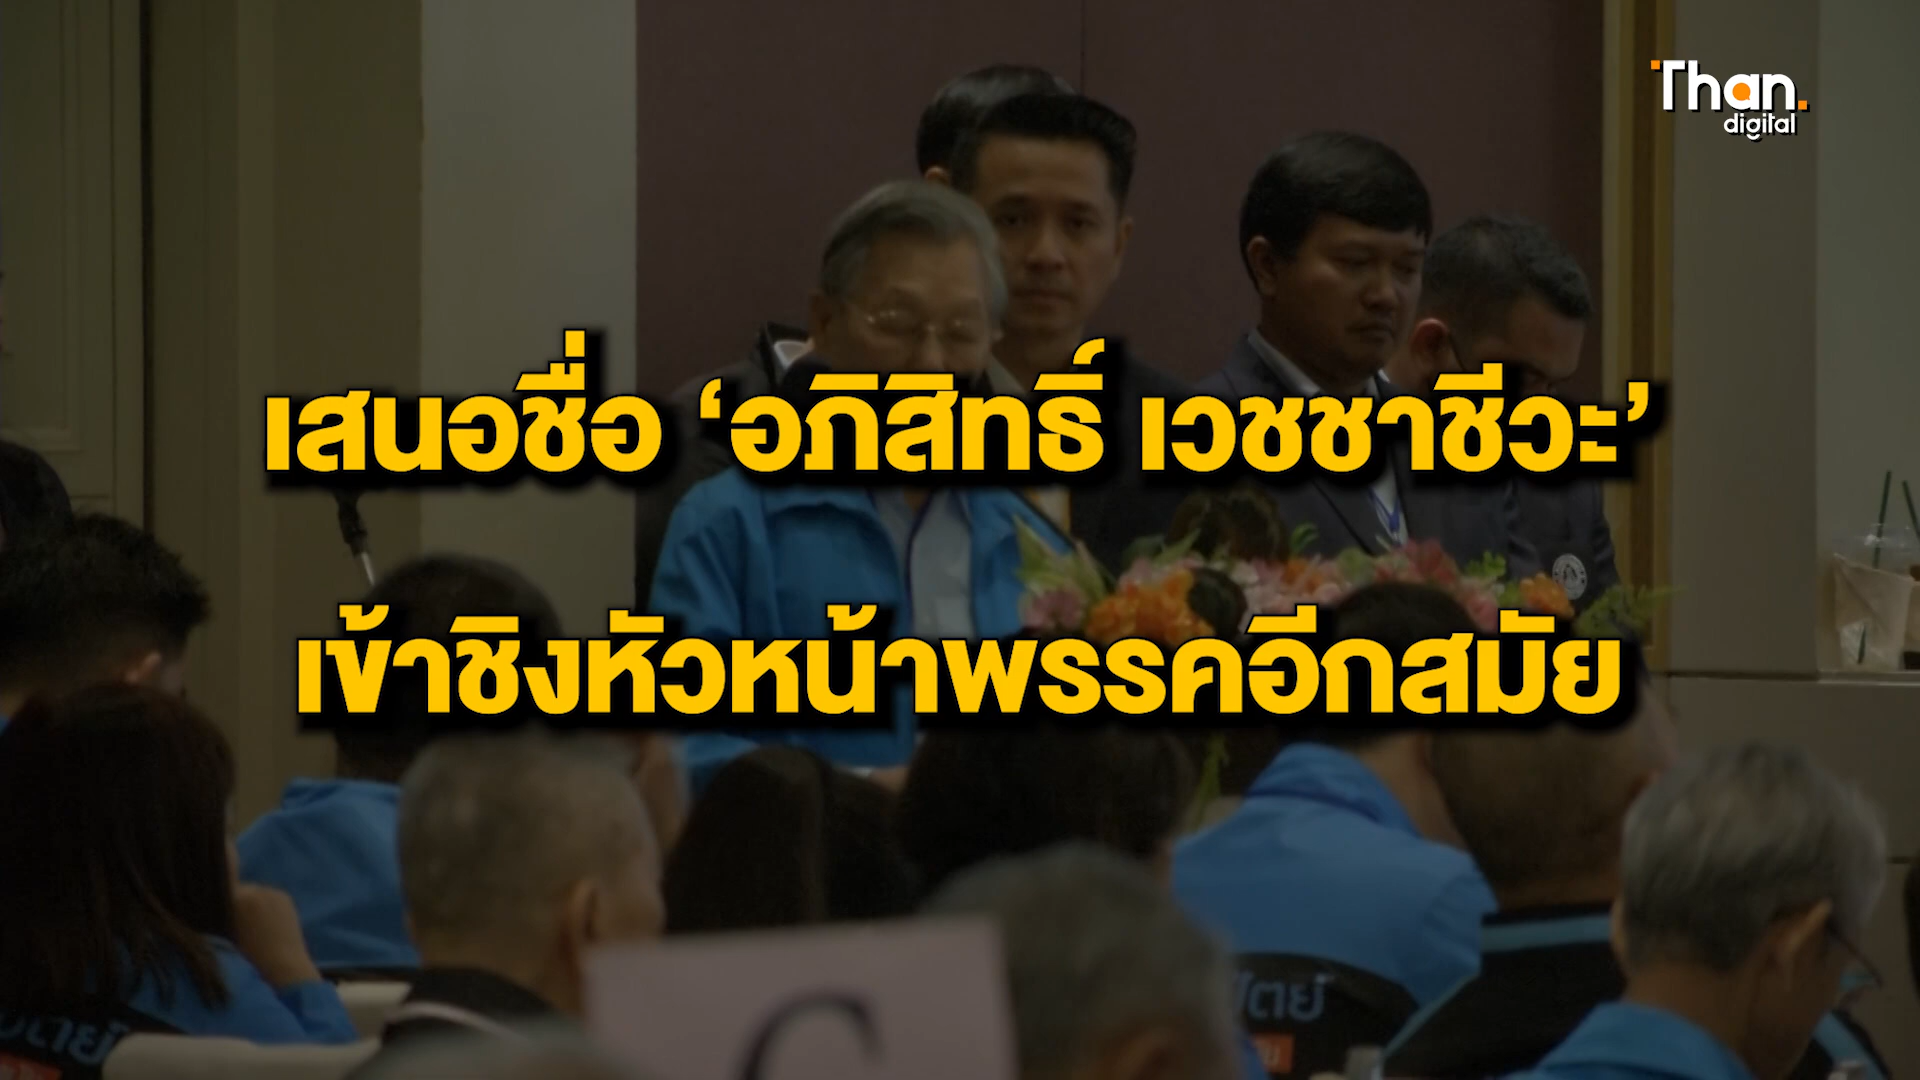 Than.
digital
เสนอชื่อ ‘อภิสิทธิ์ เวชชาชีวะ’
เข้าชิงหัวหน้าพรรคอีกสมัย